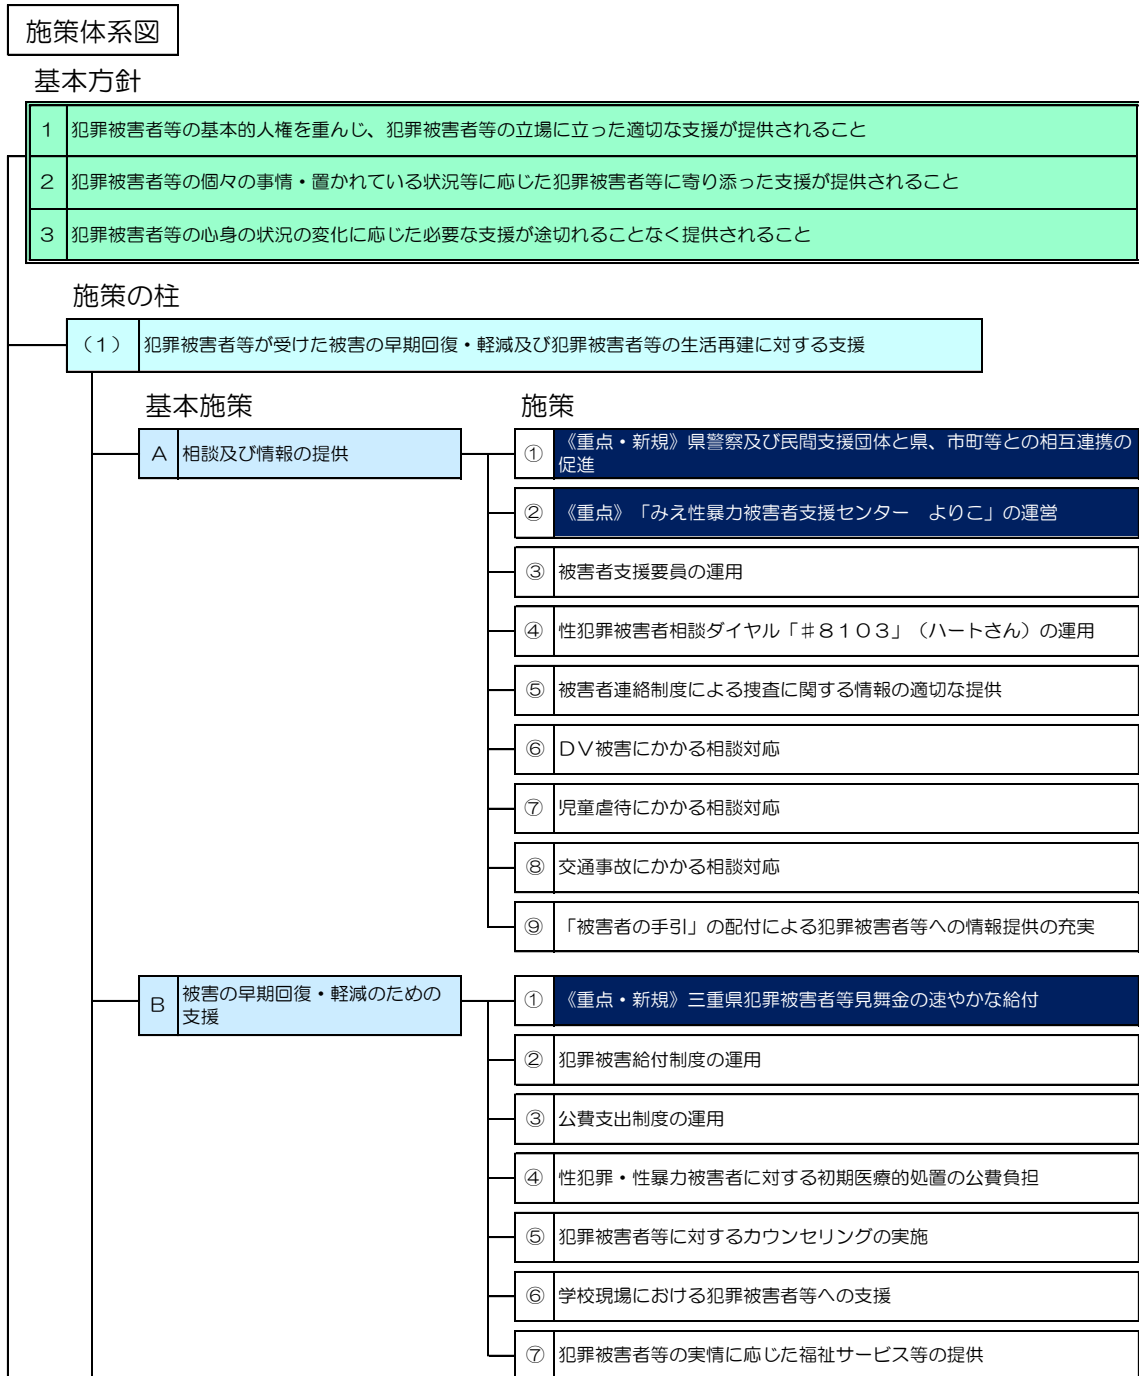 施策体系図
基本方針
1 犯罪被害者等の基本的人権を重んじ、犯罪被害者等の立場に立った適切な支援が提供されること
2 犯罪被害者等の個々の事情・置かれている状況等に応じた犯罪被害者等に寄り添った支援が提供されること
3 犯罪被害者等の心身の状況の変化に応じた必要な支援が途切れることなく提供されること
施策の柱
(1) 犯罪被害者等が受けた被害の早期回復・軽減及び犯罪被害者等の生活再建に対する支援
基本施策 施策
A 相談及び情報の提供
① 《重点・新規》県警察及び民間支援団体と県、市町等との相互連携の
促進
② 《重点》「みえ性暴力被害者支援センター　よりこ」の運営
③ 被害者支援要員の運用
④ 性犯罪被害者相談ダイヤル「#8103」(ハートさん)の運用
⑤ 被害者連絡制度による捜査に関する情報の適切な提供
⑥ DV被害にかかる相談対応
⑦ 児童虐待にかかる相談対応
⑧ 交通事故にかかる相談対応
⑨ 「被害者の手引」の配付による犯罪被害者等への情報提供の充実
B 被害の早期回復・軽減のための
支援
① 《重点・新規》三重県犯罪被害者等見舞金の速やかな給付
② 犯罪被害給付制度の運用
③ 公費支出制度の運用
④ 性犯罪・性暴力被害者に対する初期医療的処置の公費負担
⑤ 犯罪被害者等に対するカウンセリングの実施
⑥ 学校現場における犯罪被害者等への支援
⑦ 犯罪被害者等の実情に応じた福祉サービス等の提供